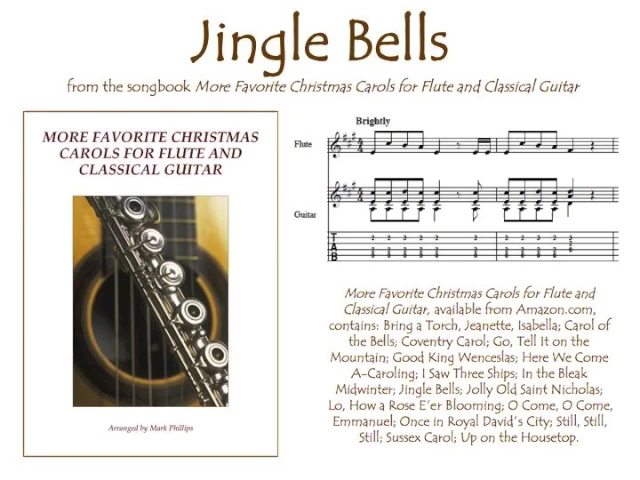 Jingle Bells
from the songbook More Favorite Christmas Carols for Flute and Classical Guitar
MORE FAVORITE CHRISTMAS
CAROLS FOR FLUTE AND
CLASSICAL GUITAR
Arranged by Mark Phillips
Brightly
Flute
Guitar
More Favorite Christmas Carols for Flute and
Classical Guitar, available from Amazon.com,
contains: Bring a Torch, Jeanette, Isabella; Carol of
the Bells; Coventry Carol; Go, Tell It on the
Mountain; Good King Wenceslas; Here We Come
A-Caroling; I Saw Three Ships; In the Bleak
Midwinter; Jingle Bells; Jolly Old Saint Nicholas;
Lo, How a Rose E'er Blooming; O Come, O Come,
Emmanuel; Once in Royal David's City; Still, Still,
Still; Sussex Carol; Up on the Housetop.